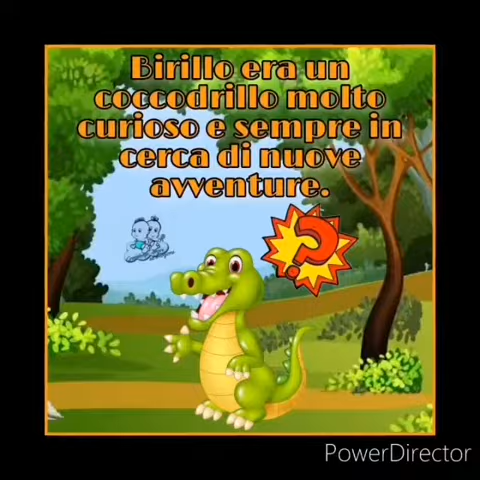 Birillo era un
coccodrillo molto
curioso e sempre in
cerca di nuove
avventure.
?
PowerDirector